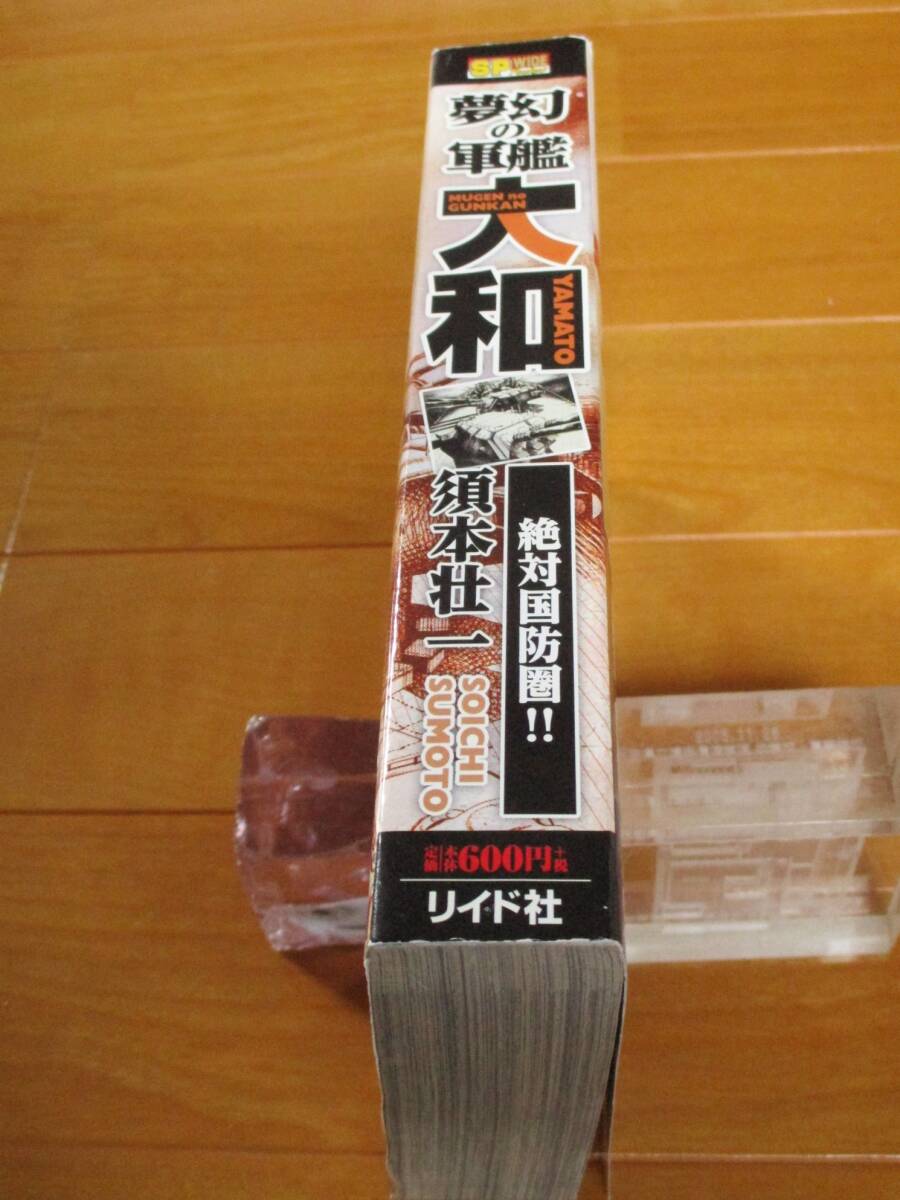 SP WIDE
夢幻の軍艦
MUGEN no
GUNKAN
大和
YAMATO
須本壮一
SOICHI
SUMOTO
絶対国防圏!!
定価 本体600円+税
リイド社